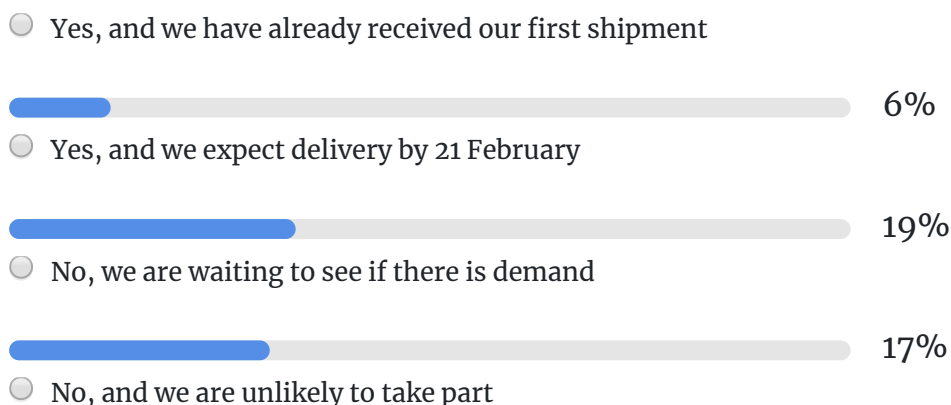 Yes, and we have already received our first shipment
6%
Yes, and we expect delivery by 21 February
19%
No, we are waiting to see if there is demand
17%
No, and we are unlikely to take part